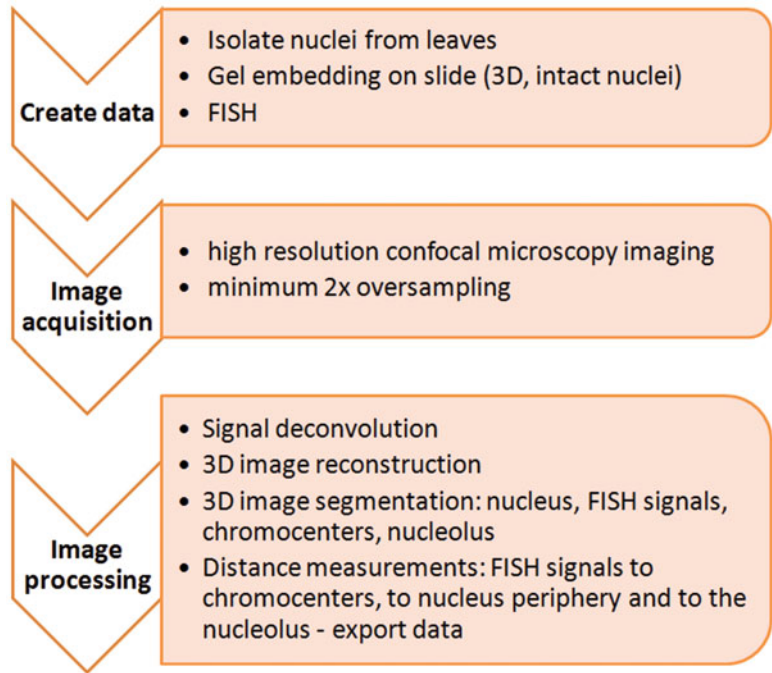 Create data
• Isolate nuclei from leaves
• Gel embedding on slide (3D, intact nuclei)
• FISH
Image
acquisition
• high resolution confocal microscopy imaging
• minimum 2x oversampling
Image
processing
• Signal deconvolution
• 3D image reconstruction
• 3D image segmentation: nucleus, FISH signals,
chromocenters, nucleolus
• Distance measurements: FISH signals to
chromocenters, to nucleus periphery and to the
nucleolus - export data